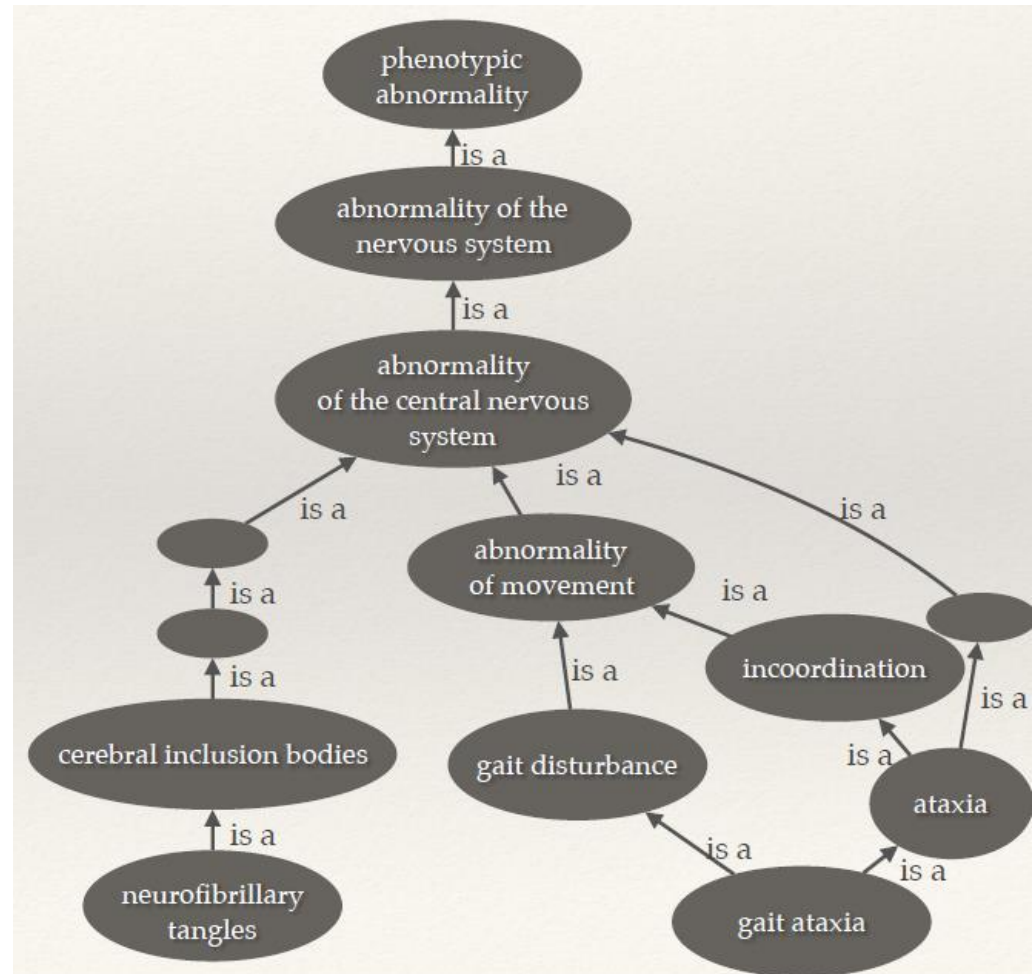 phenotypic
abnormality
is a
abnormality of the
nervous system
is a
abnormality
of the central nervous
system
is a
is a
is a
abnormality
of movement
is a
is a
incoordination
is a
is a
is a
cerebral inclusion bodies
gait disturbance
is a
ataxia
is a
is a
is a
neurofibrillary
tangles
gait ataxia